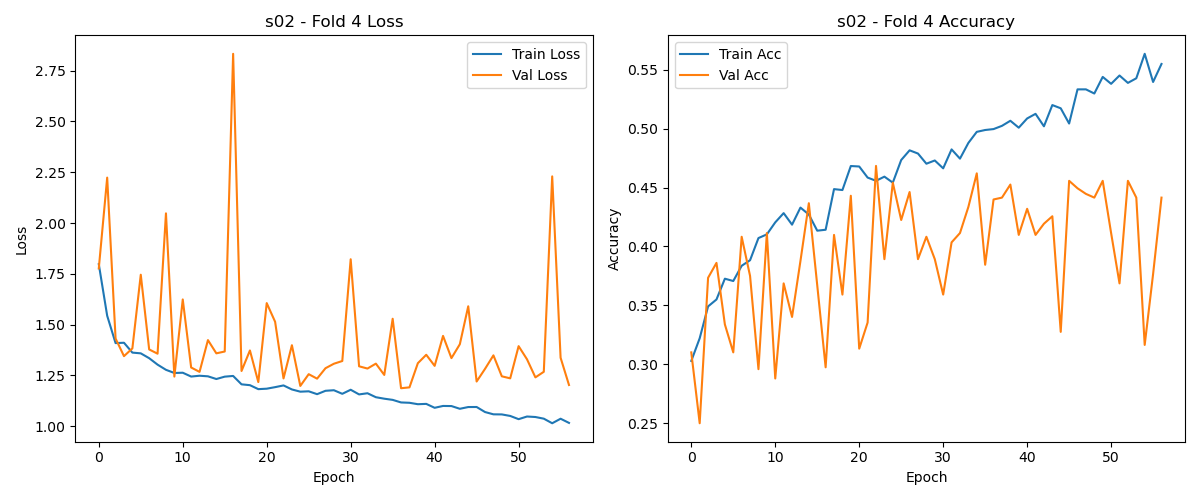 s02 - Fold 4 Loss
Train Loss
Val Loss
2.75
2.50
2.25
2.00
1.75
1.50
1.25
1.00
Loss
0 10 20 30 40 50
Epoch
s02 - Fold 4 Accuracy
Train Acc
Val Acc
0.55
0.50
0.45
0.40
0.35
0.30
0.25
Accuracy
0 10 20 30 40 50
Epoch